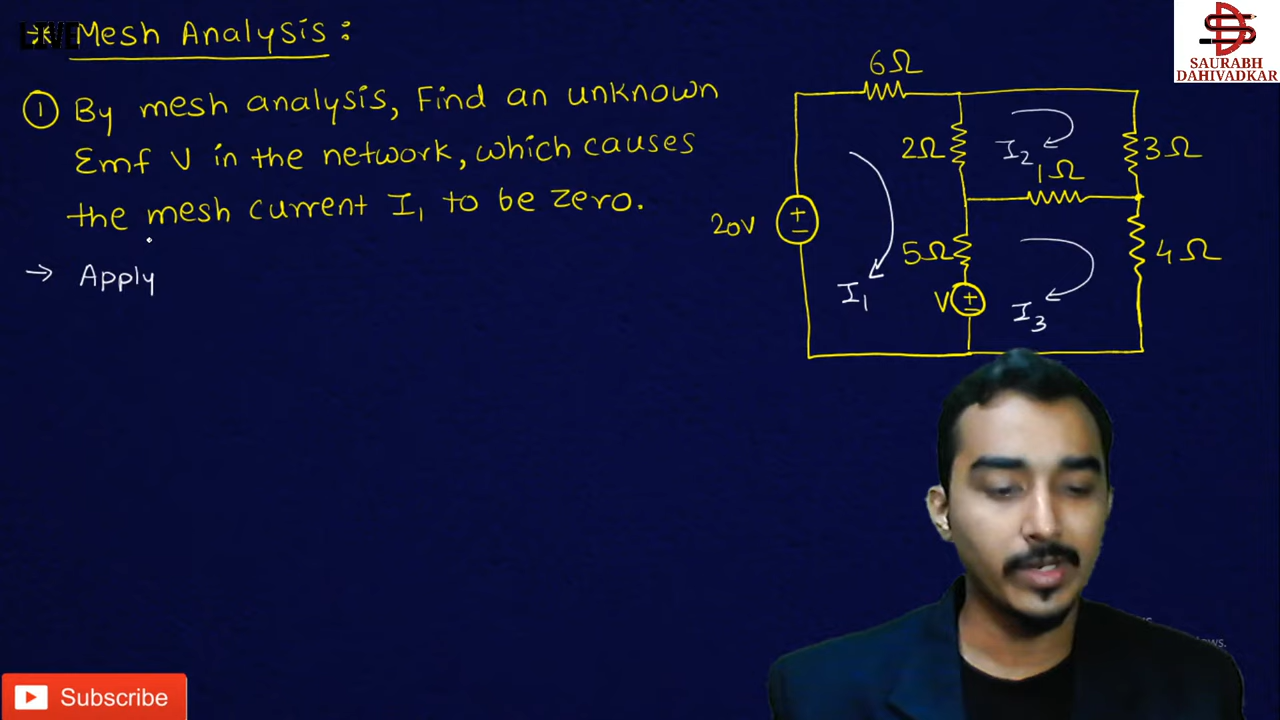 LIVE
* Mesh Analysis :
① By mesh analysis, Find an unknown
Emf V in the network, which causes
the mesh current I₁ to be zero.
→ Apply
6Ω
2Ω
I₂
1Ω
3Ω
20V
5Ω
4Ω
I₁
V
I₃
SAURABH
DAHIVADKAR
Subscribe